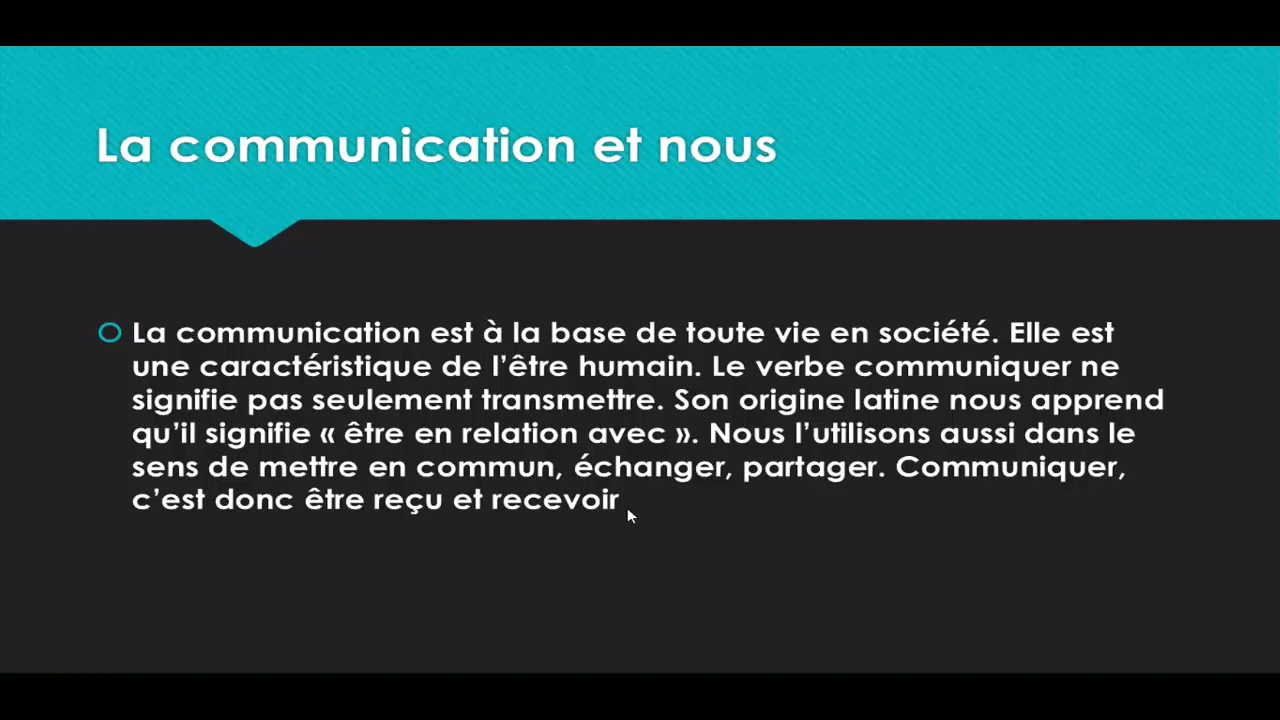 La communication et nous
La communication est à la base de toute vie en société. Elle est
une caractéristique de l’être humain. Le verbe communiquer ne
signifie pas seulement transmettre. Son origine latine nous apprend
qu’il signifie « être en relation avec ». Nous l’utilisons aussi dans le
sens de mettre en commun, échanger, partager. Communiquer,
c’est donc être reçu et recevoir